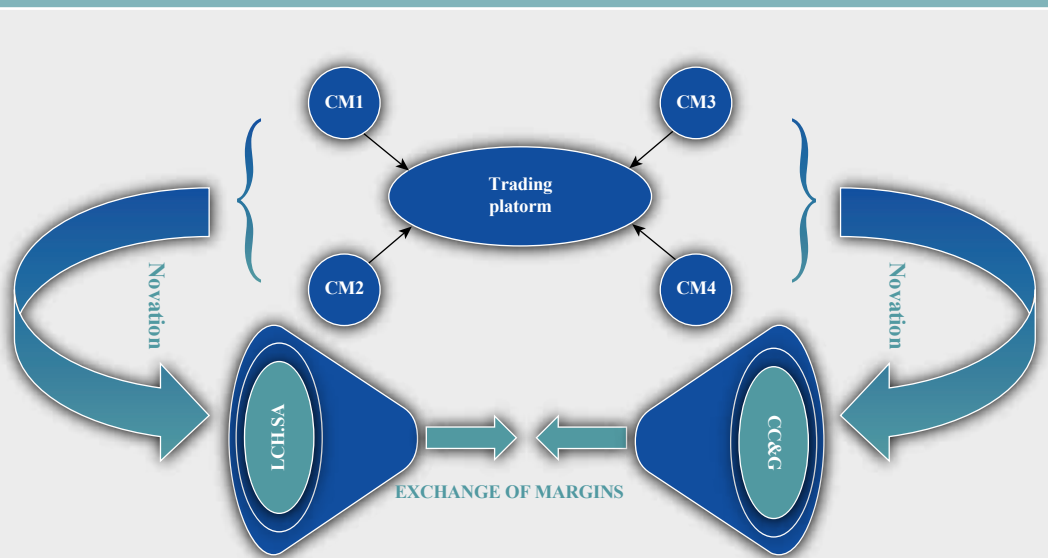 CM1
CM3
Trading
platorm
CM2
CM4
Novation
Novation
LCH.SA
CC&G
EXCHANGE OF MARGINS